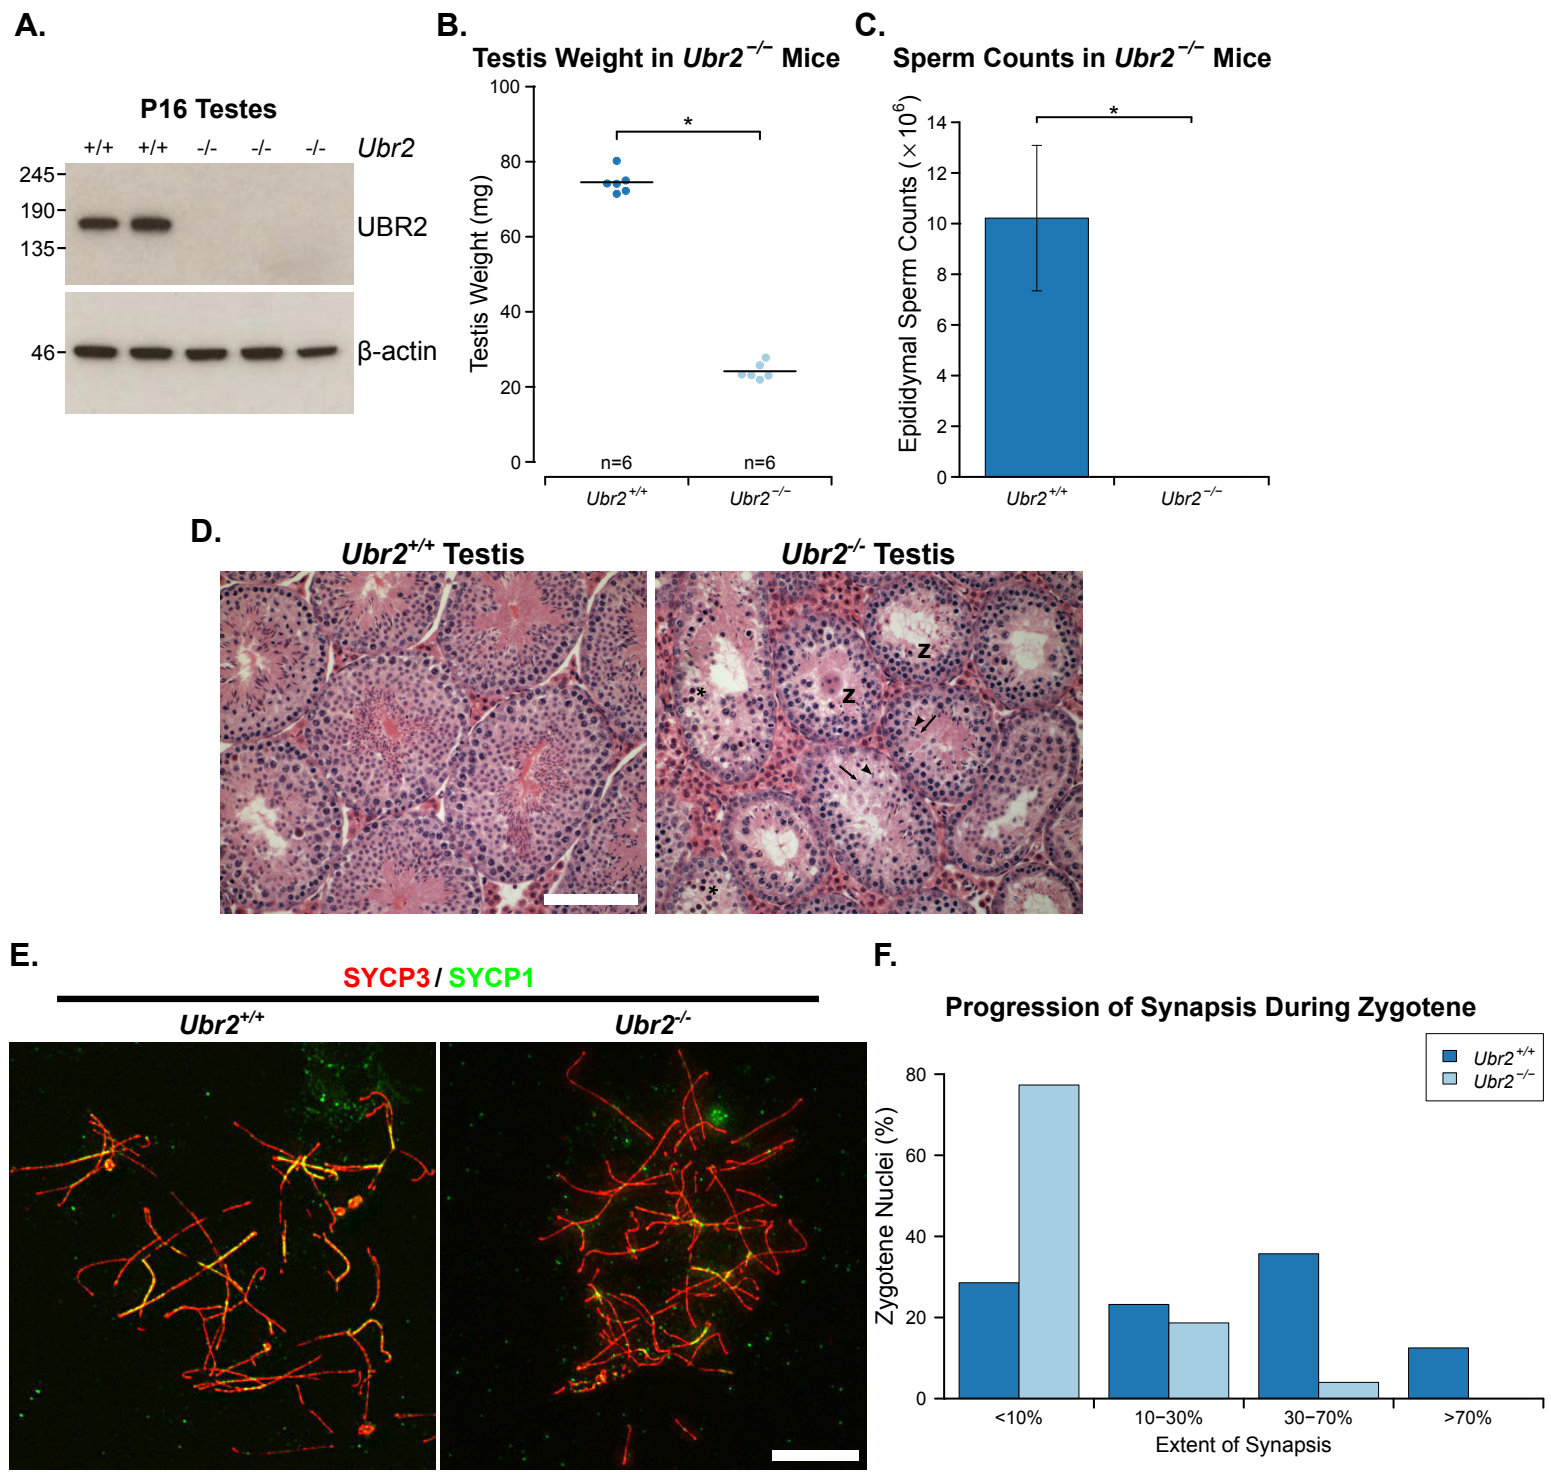 A.
P16 Testes
+/+ +/+ -/- -/- -/- Ubr2
245
190
135
UBR2
46
β-actin
B.
Testis Weight in Ubr2−/− Mice
100
80
60
40
20
0
Testis Weight (mg)
*
n=6 n=6
Ubr2+/+ Ubr2−/−
C.
Sperm Counts in Ubr2−/− Mice
14
12
10
8
6
4
2
0
Epididymal Sperm Counts (× 10⁶)
*
Ubr2+/+ Ubr2−/−
D.
Ubr2+/+ Testis
Ubr2-/- Testis
Z
Z
*
*
E.
SYCP3 / SYCP1
Ubr2+/+
Ubr2-/-
F.
Progression of Synapsis During Zygotene
Ubr2+/+
Ubr2−/−
80
60
40
20
0
Zygotene Nuclei (%)
<10% 10−30% 30−70% >70%
Extent of Synapsis